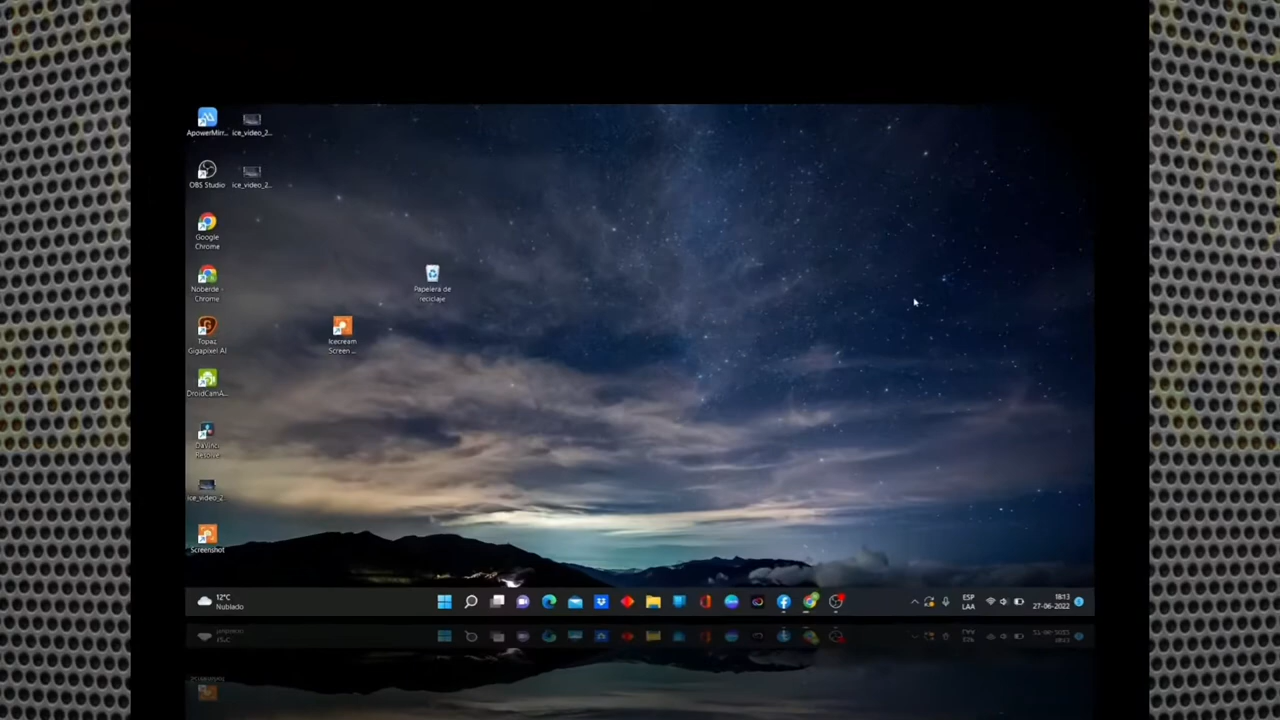 ApowerMirr...
ice_video_2...
OBS Studio
ice_video_2...
Google
Chrome
Noberde -
Chrome
Papelera de
reciclaje
Topaz
Gigapixel AI
Icecream
Screen ...
DroidCamA...
DaVinci
Resolve
ice_video_2...
Screenshot
12°C
Nublado
ESP
LAA
18:13
27-06-2022